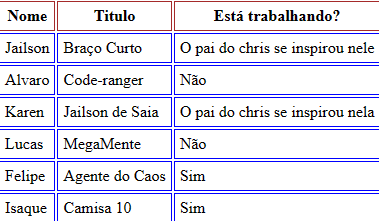 Nome Titulo Está trabalhando?
Jailson Braço Curto O pai do chris se inspirou nele
Alvaro Code-ranger Não
Karen Jailson de Saia O pai do chris se inspirou nela
Lucas MegaMente Não
Felipe Agente do Caos Sim
Isaque Camisa 10 Sim